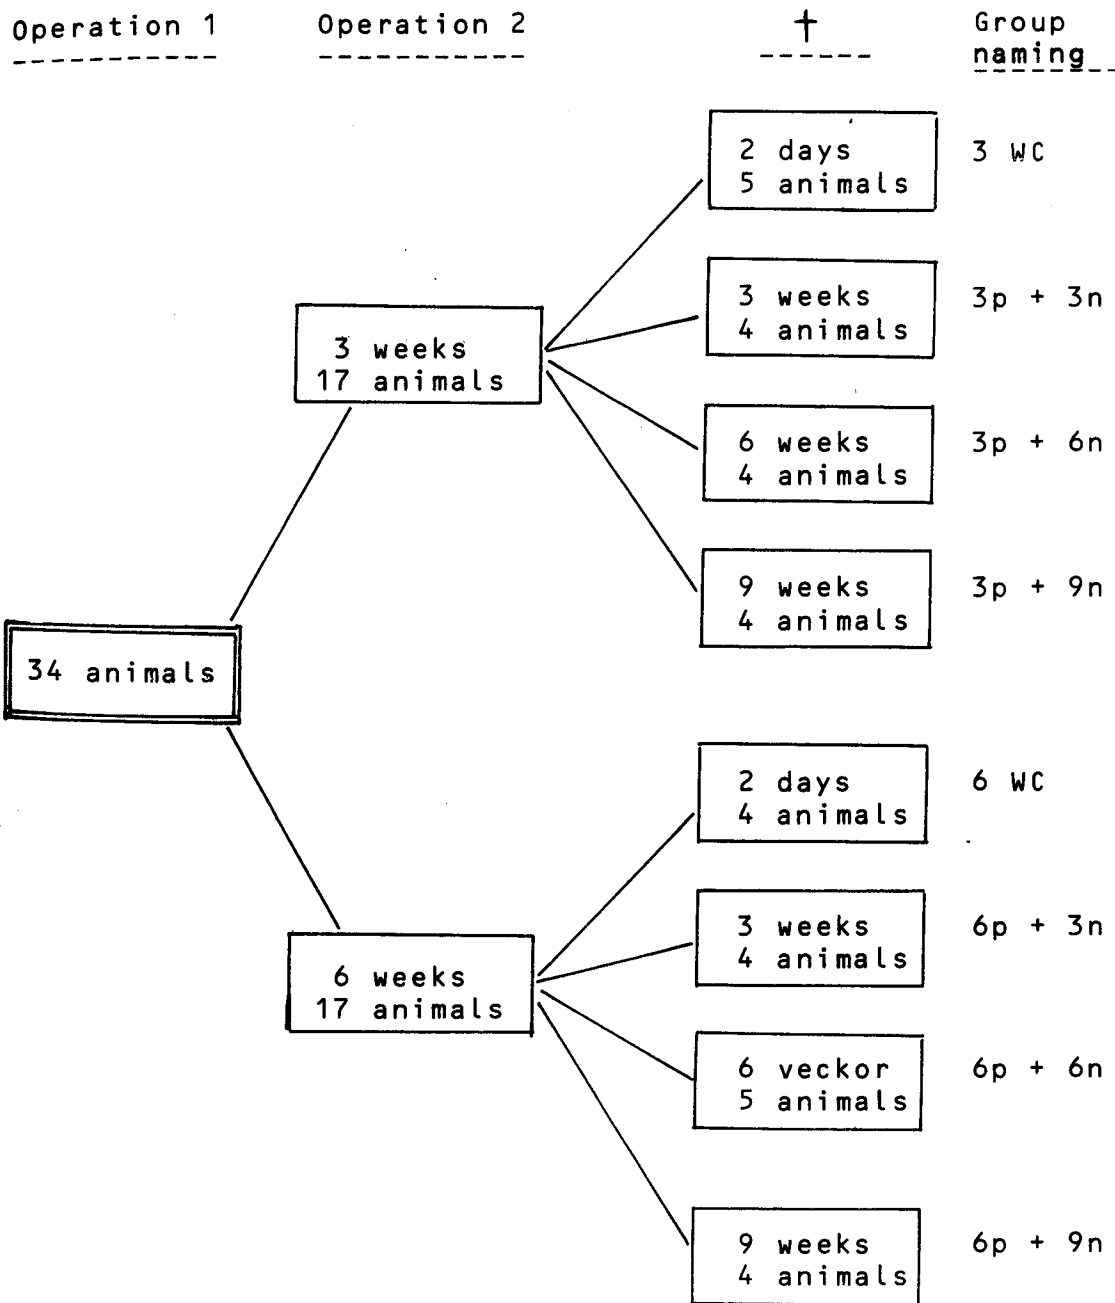 Operation 1
Operation 2
†
Group
naming
2 days
5 animals
3 WC
3 weeks
4 animals
3p + 3n
3 weeks
17 animals
6 weeks
4 animals
3p + 6n
9 weeks
4 animals
3p + 9n
34 animals
2 days
4 animals
6 WC
3 weeks
4 animals
6p + 3n
6 weeks
17 animals
6 veckor
5 animals
6p + 6n
9 weeks
4 animals
6p + 9n